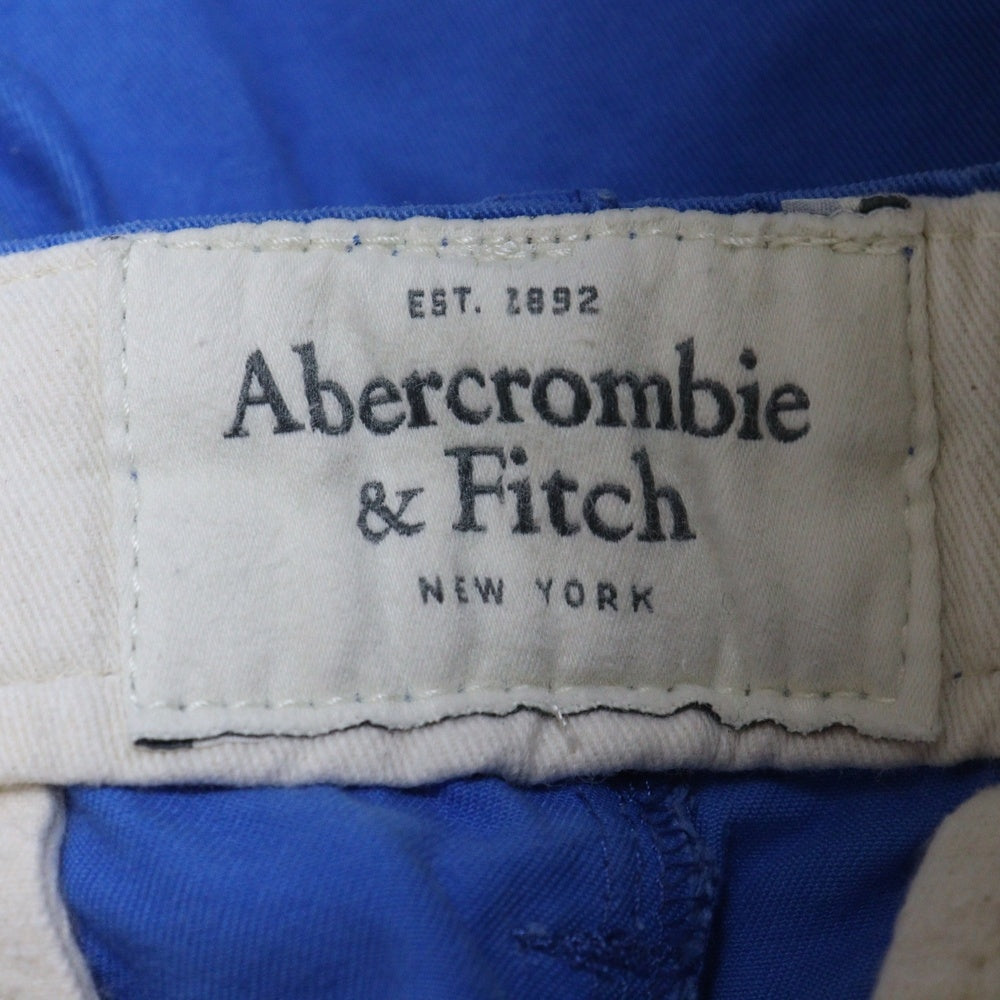 EST. 1892
Abercrombie
& Fitch
NEW YORK